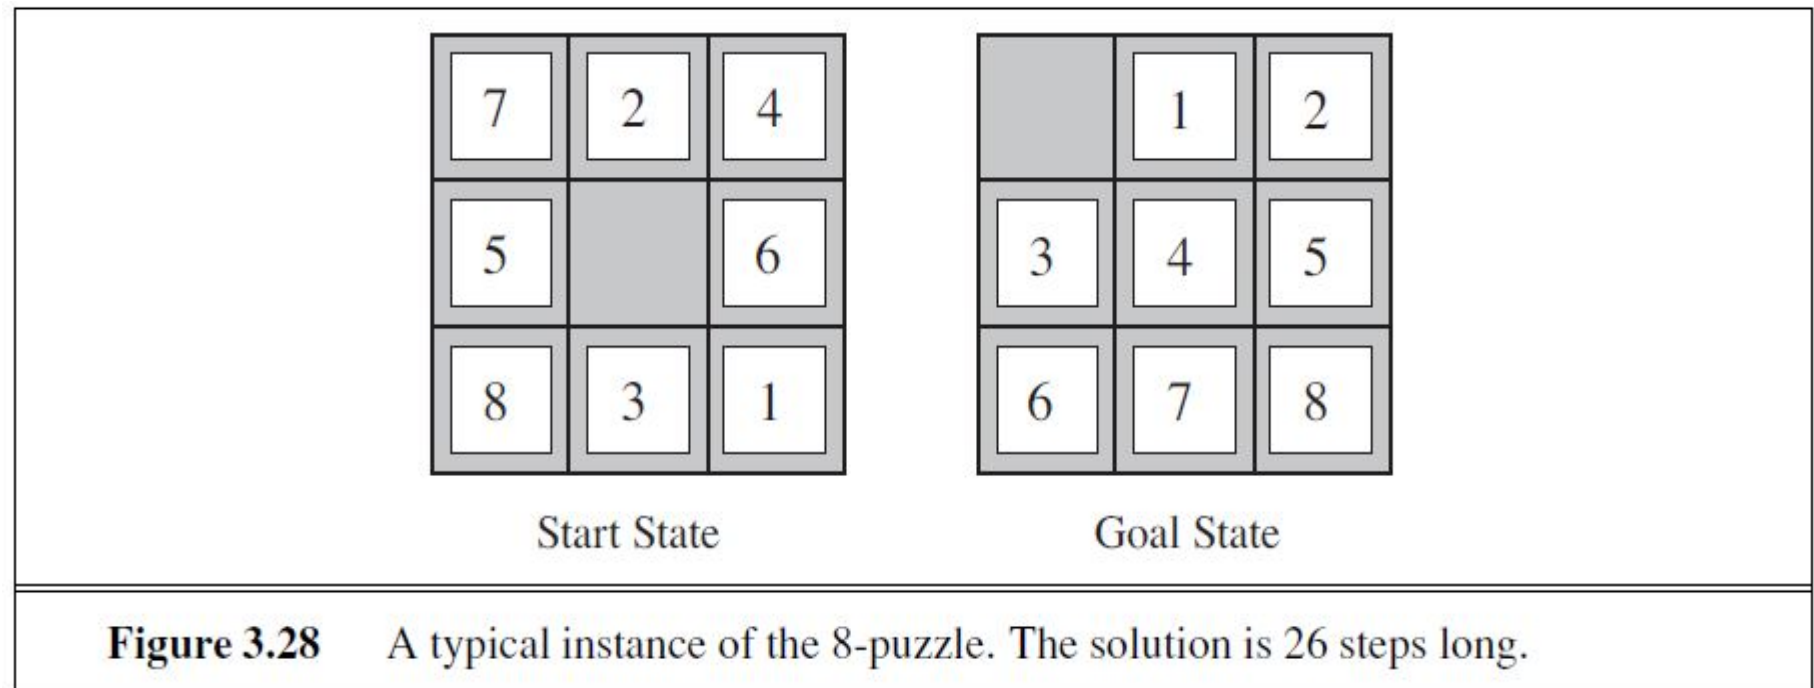 7 2 4 1 2
5 6 3 4 5
8 3 1 6 7 8
Start State Goal State
Figure 3.28 A typical instance of the 8-puzzle. The solution is 26 steps long.